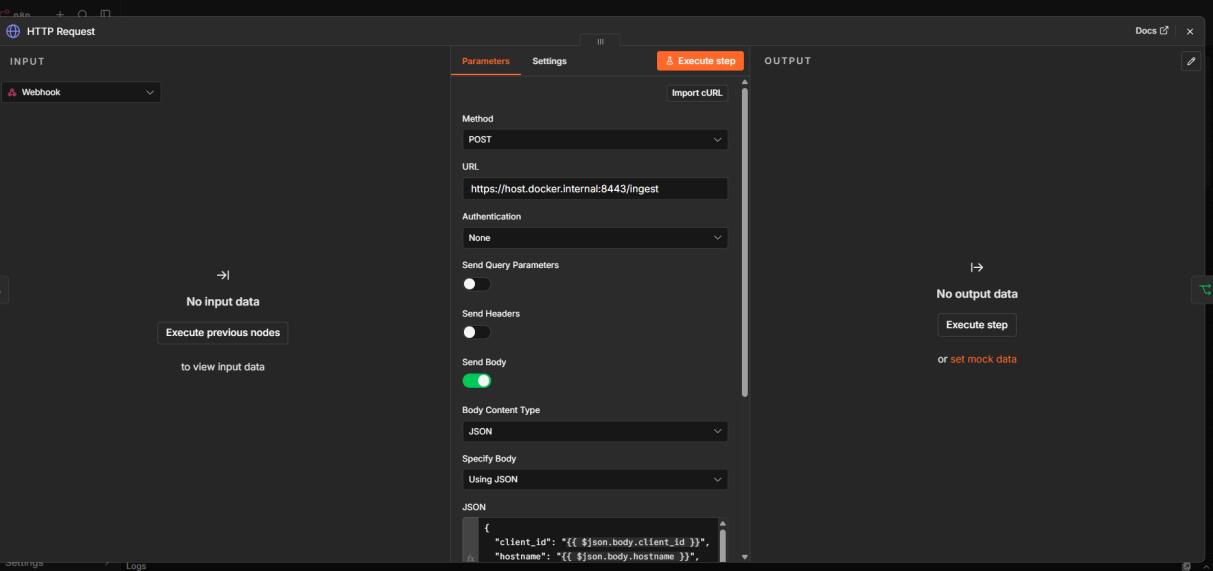 n8n
HTTP Request
Docs
INPUT
Parameters
Settings
Execute step
OUTPUT
Webhook
Import cURL
Method
POST
URL
https://host.docker.internal:8443/ingest
Authentication
None
Send Query Parameters
Send Headers
Send Body
Body Content Type
JSON
Specify Body
Using JSON
JSON
fx
{
"client_id": "{{ $json.body.client_id }}",
"hostname": "{{ $json.body.hostname }}",
No input data
Execute previous nodes
to view input data
No output data
Execute step
or set mock data
Settings
Logs